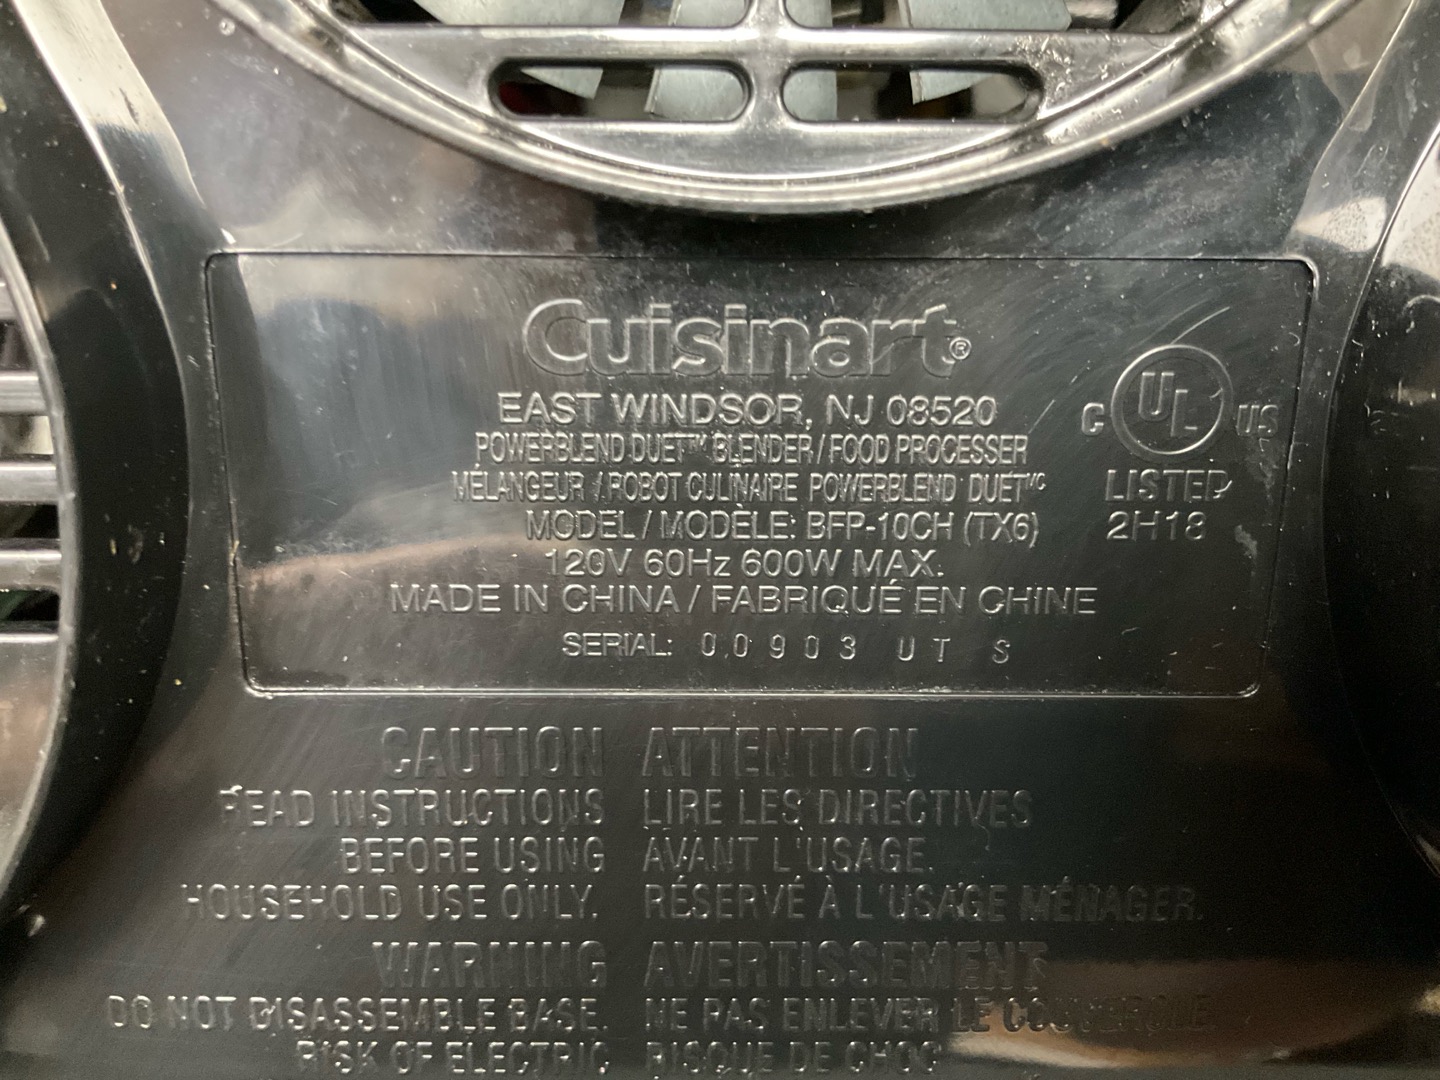 Cuisinart®
EAST WINDSOR, NJ 08520
POWERBLEND DUET™ BLENDER / FOOD PROCESSER
MÉLANGEUR / ROBOT CULINAIRE POWERBLEND DUET MC
MODEL / MODÈLE: BFP-10CH (TX6)
120V 60Hz 600W MAX.
MADE IN CHINA / FABRIQUÉ EN CHINE
SERIAL: 00903 UT S
C UL US
LISTED
2H18
CAUTION ATTENTION
READ INSTRUCTIONS LIRE LES DIRECTIVES
BEFORE USING AVANT L'USAGE.
HOUSEHOLD USE ONLY. RÉSERVÉ À L'USAGE MÉNAGER.
WARNING AVERTISSEMENT
DO NOT DISASSEMBLE BASE. NE PAS ENLEVER LE COUVERCLE.
RISK OF ELECTRIC RISQUE DE CHOC